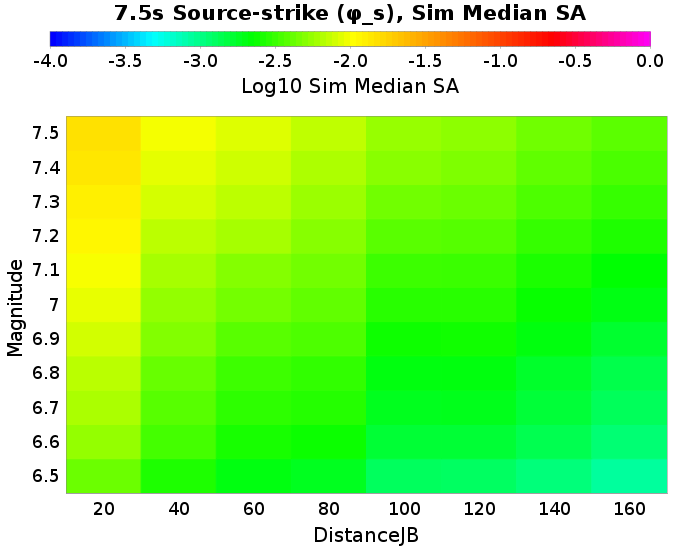 7.5s Source-strike (φ_s), Sim Median SA
-4.0 -3.5 -3.0 -2.5 -2.0 -1.5 -1.0 -0.5 0.0
Log10 Sim Median SA
7.5
7.4
7.3
7.2
7.1
7
6.9
6.8
6.7
6.6
6.5
Magnitude
20 40 60 80 100 120 140 160
DistanceJB